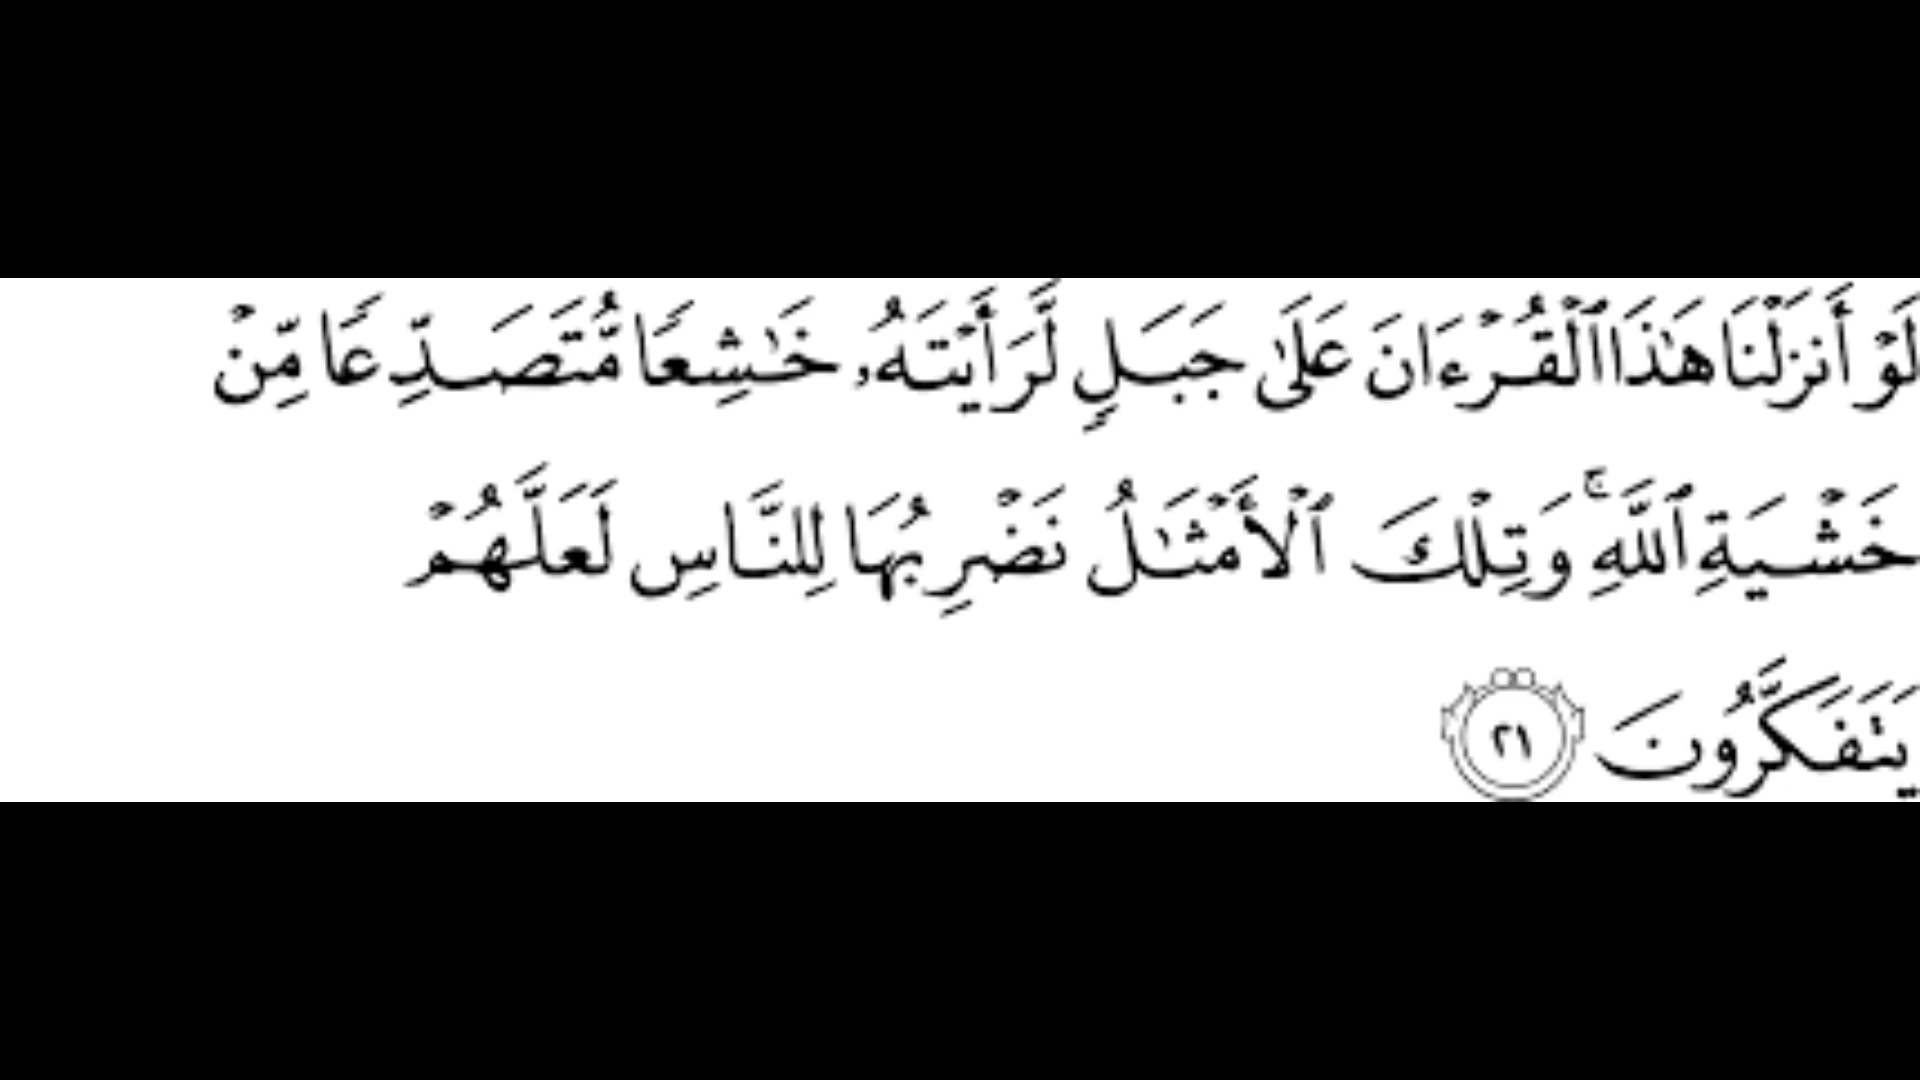 لَوْ أَنزَلْنَا هَـٰذَا ٱلْقُرْءَانَ عَلَىٰ جَبَلٍ لَّرَأَيْتَهُۥ خَـٰشِعًا مُّتَصَدِّعًا مِّنْ
خَشْيَةِ ٱللَّهِ ۚ وَتِلْكَ ٱلْأَمْثَـٰلُ نَضْرِبُهَا لِلنَّاسِ لَعَلَّهُمْ
يَتَفَكَّرُونَ ٢١